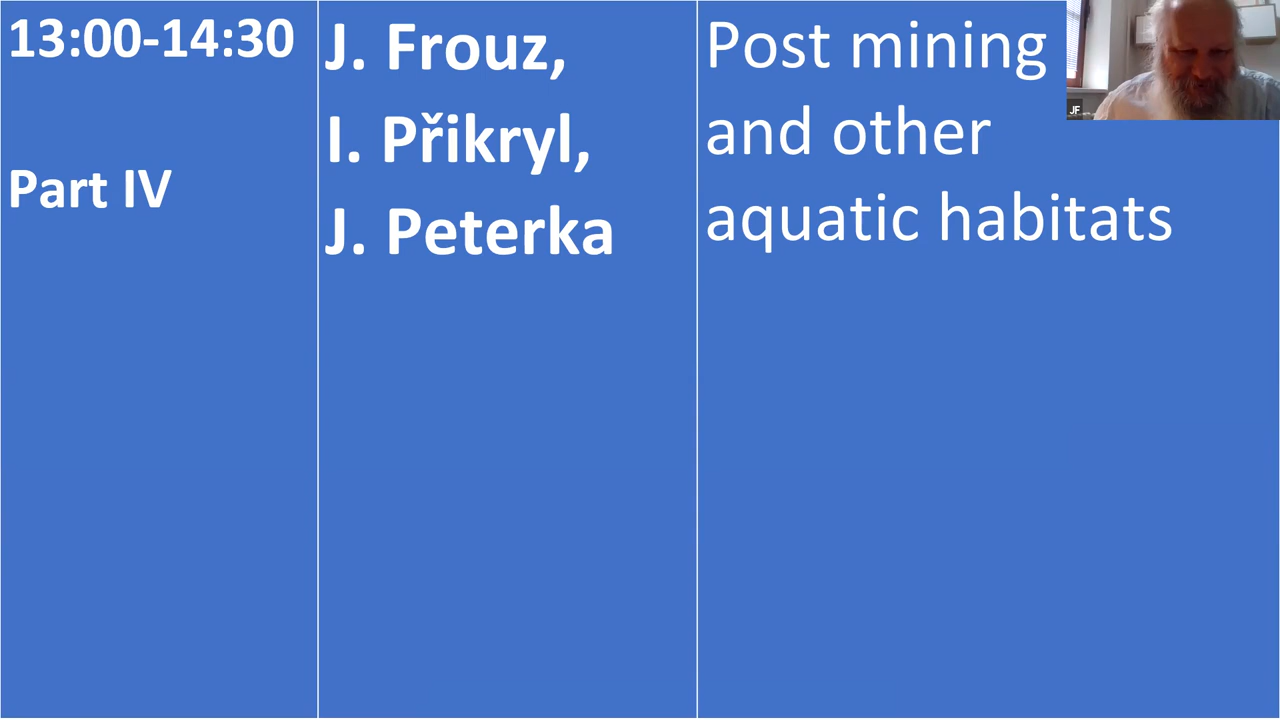 13:00-14:30
Part IV
J. Frouz,
I. Přikryl,
J. Peterka
Post mining
and other
aquatic habitats
JF